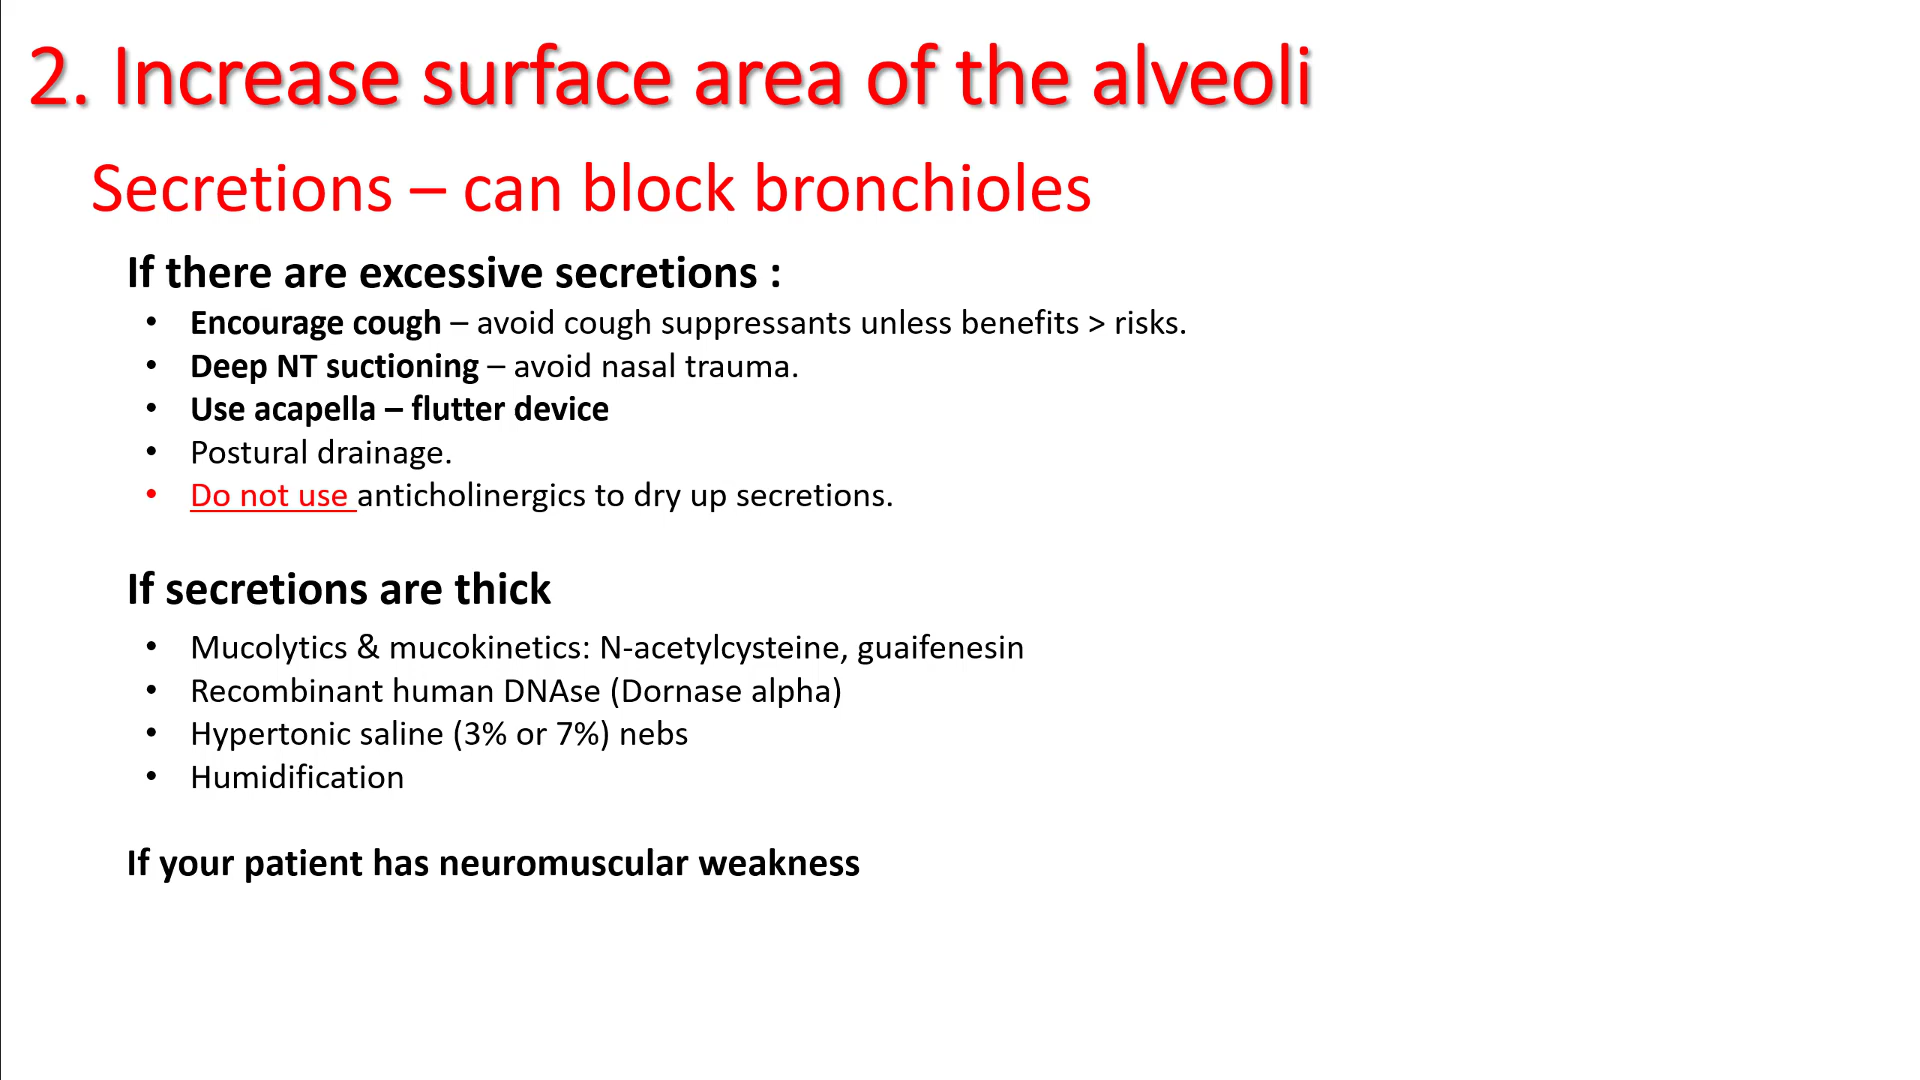 2. Increase surface area of the alveoli
Secretions – can block bronchioles
If there are excessive secretions :
• Encourage cough – avoid cough suppressants unless benefits > risks.
• Deep NT suctioning – avoid nasal trauma.
• Use acapella – flutter device
• Postural drainage.
• Do not use anticholinergics to dry up secretions.
If secretions are thick
• Mucolytics & mucokinetics: N-acetylcysteine, guaifenesin
• Recombinant human DNAse (Dornase alpha)
• Hypertonic saline (3% or 7%) nebs
• Humidification
If your patient has neuromuscular weakness